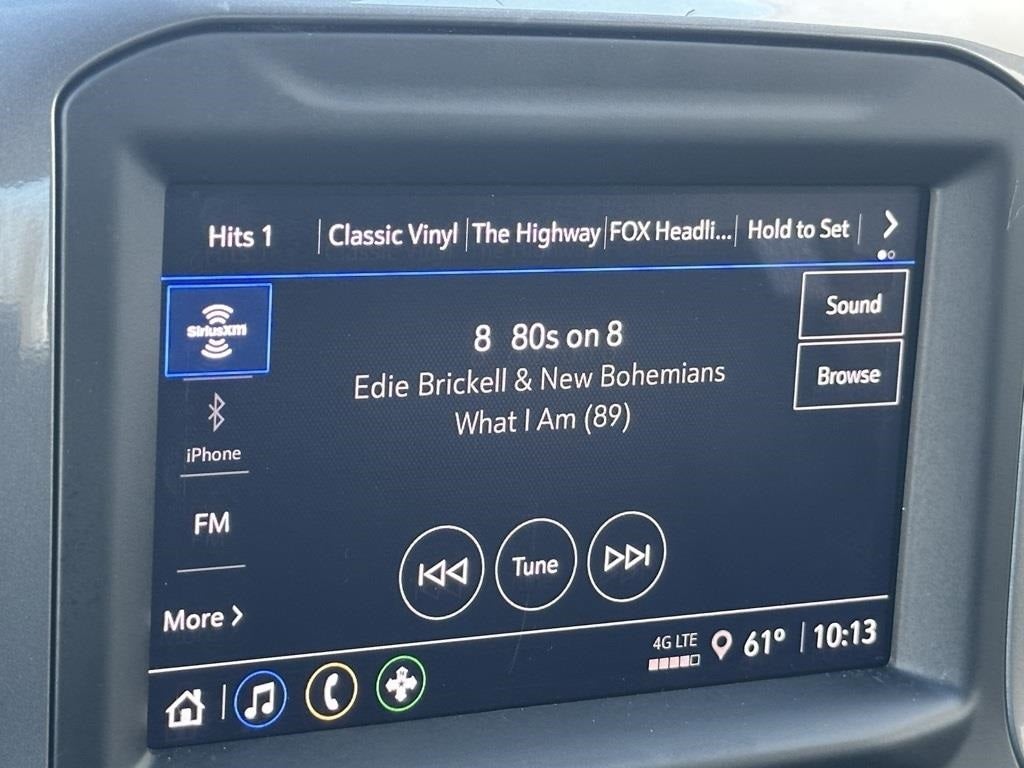 Hits 1 Classic Vinyl The Highway FOX Headli... Hold to Set
SiriusXM
Sound
8 80s on 8
Edie Brickell & New Bohemians
Browse
What I Am (89)
iPhone
FM
Tune
More
4G LTE 61° 10:13